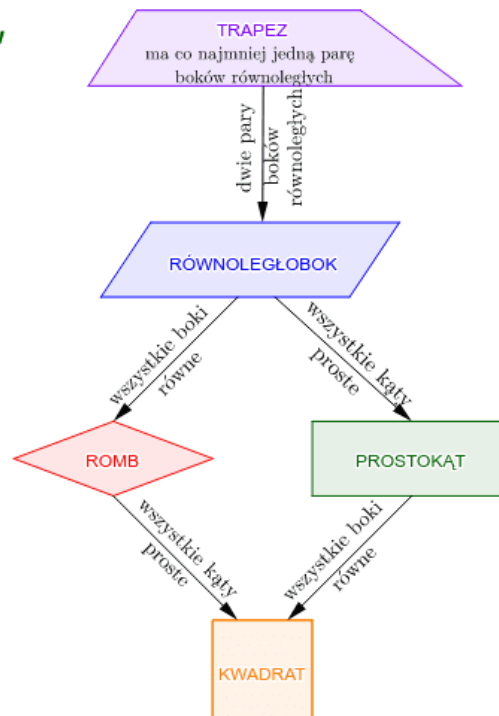 TRAPEZ
ma co najmniej jedną parę
boków równoległych
dwie pary
boków
równoległych
RÓWNOLEGŁOBOK
wszystkie boki
równe
wszystkie kąty
proste
ROMB
PROSTOKĄT
wszystkie kąty
proste
wszystkie boki
równe
KWADRAT